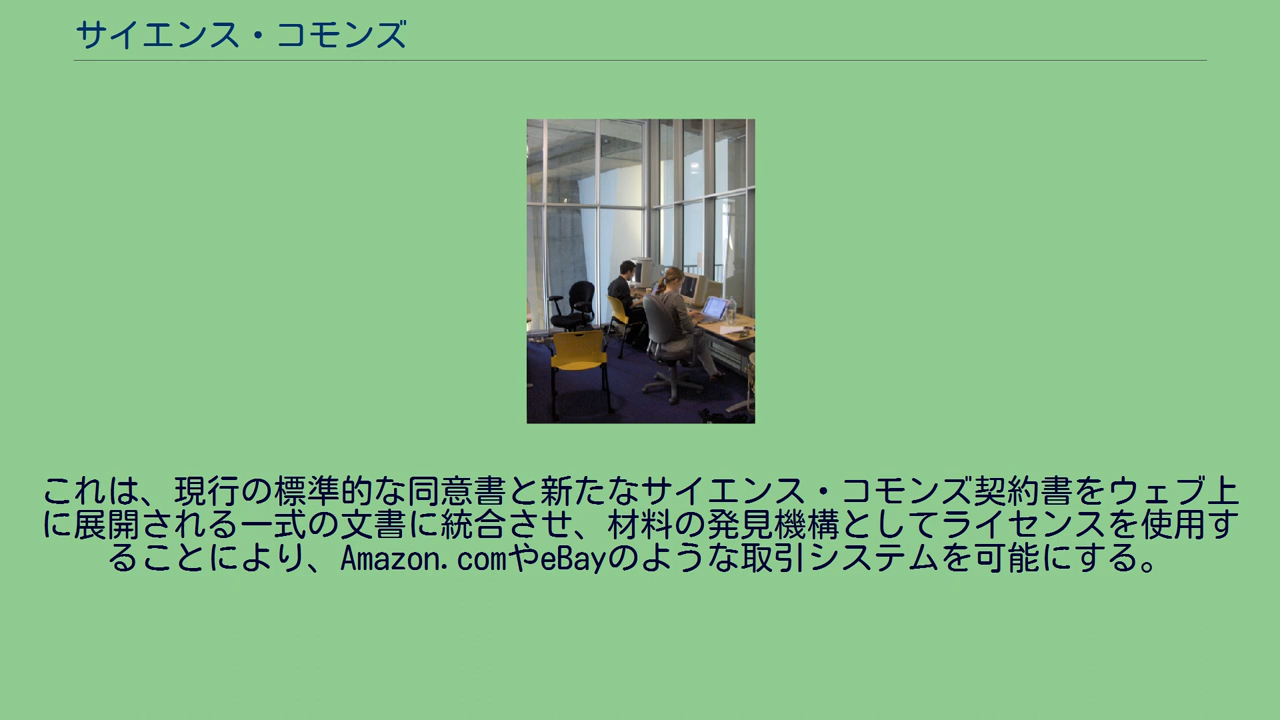 サイエンス・コモンズ
これは、現行の標準的な同意書と新たなサイエンス・コモンズ契約書をウェブ上
に展開される一式の文書に統合させ、材料の発見機構としてライセンスを使用す
ることにより、Amazon.comやeBayのような取引システムを可能にする。